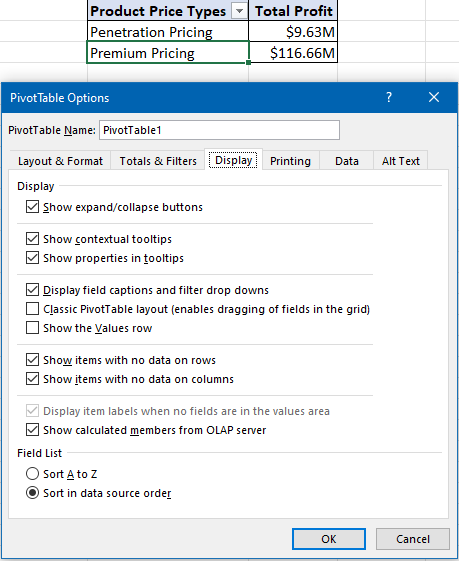 Product Price Types Total Profit
Penetration Pricing $9.63M
Premium Pricing $116.66M
PivotTable Options ?
PivotTable Name: PivotTable1
Layout & Format Totals & Filters Display Printing Data Alt Text
Display
Show expand/collapse buttons
Show contextual tooltips
Show properties in tooltips
Display field captions and filter drop downs
Classic PivotTable layout (enables dragging of fields in the grid)
Show the Values row
Show items with no data on rows
Show items with no data on columns
Display item labels when no fields are in the values area
Show calculated members from OLAP server
Field List
Sort A to Z
Sort in data source order
OK Cancel